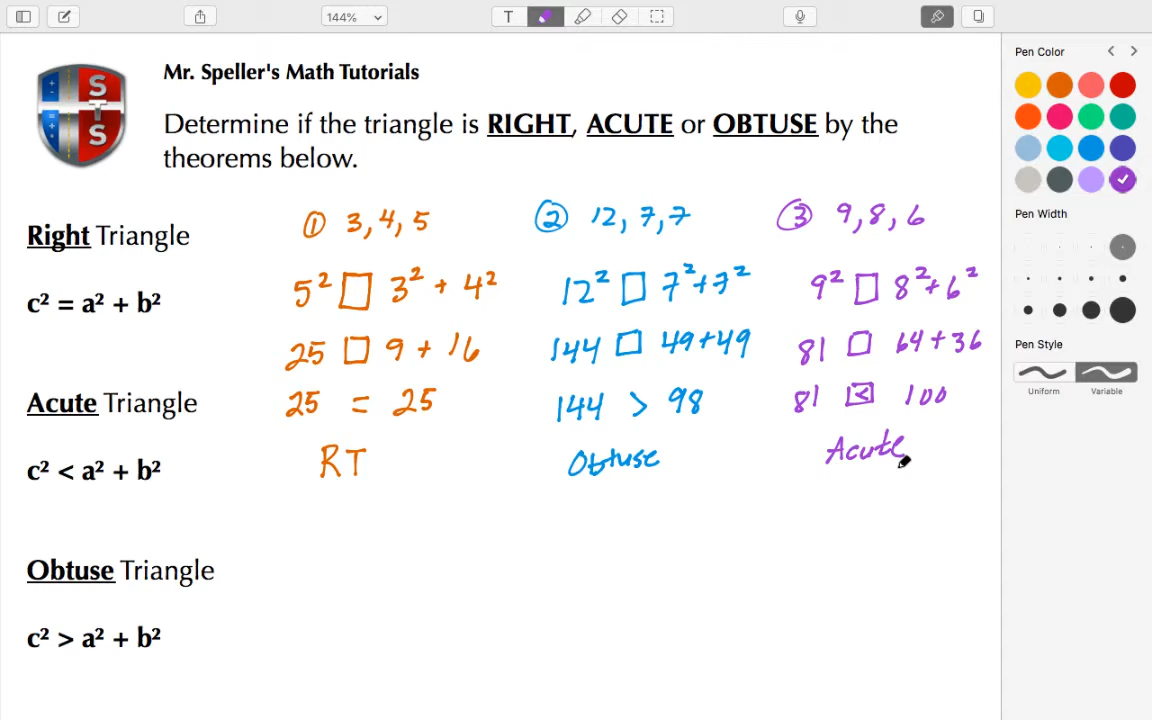 144%
T
Mr. Speller's Math Tutorials
STS
Determine if the triangle is RIGHT, ACUTE or OBTUSE by the
theorems below.
Right Triangle
c² = a² + b²
Acute Triangle
c² < a² + b²
Obtuse Triangle
c² > a² + b²
① 3, 4, 5
5² □ 3² + 4²
25 □ 9 + 16
25 = 25
RT
② 12, 7, 7
12² □ 7² + 7²
144 □ 49 + 49
144 > 98
Obtuse
③ 9, 8, 6
9² □ 8² + 6²
81 □ 64 + 36
81 < 100
Acute
Pen Color
Pen Width
Pen Style
Uniform
Variable